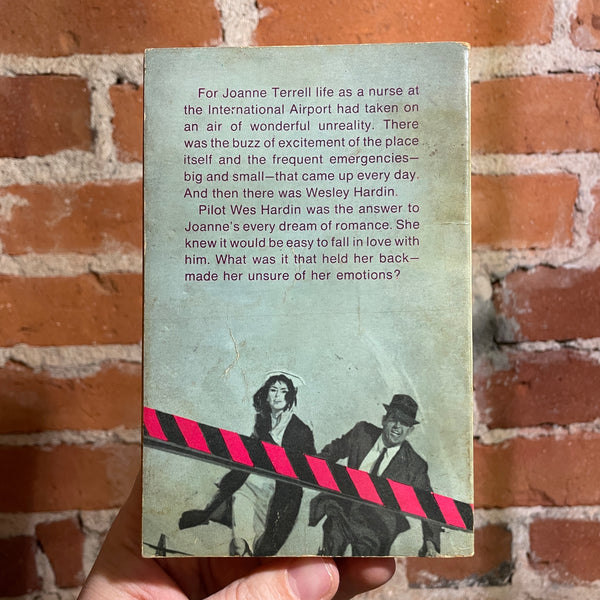 For Joanne Terrell life as a nurse at
the International Airport had taken on
an air of wonderful unreality. There
was the buzz of excitement of the place
itself and the frequent emergencies—
big and small—that came up every day.
And then there was Wesley Hardin.
Pilot Wes Hardin was the answer to
Joanne's every dream of romance. She
knew it would be easy to fall in love with
him. What was it that held her back—
made her unsure of her emotions?